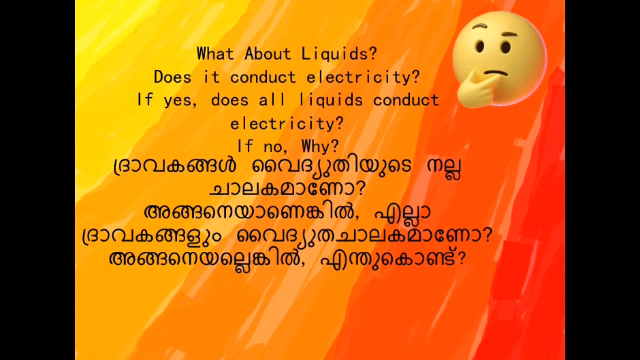 What About Liquids?
Does it conduct electricity?
If yes, does all liquids conduct
electricity?
If no, Why?
ദ്രാവകങ്ങൾ വൈദ്യുതിയുടെ നല്ല
ചാലകമാണോ?
അങ്ങനെയാണെങ്കിൽ, എല്ലാ
ദ്രാവകങ്ങളും വൈദ്യുതചാലകമാണോ?
അങ്ങനെയല്ലെങ്കിൽ, എന്തുകൊണ്ട്?